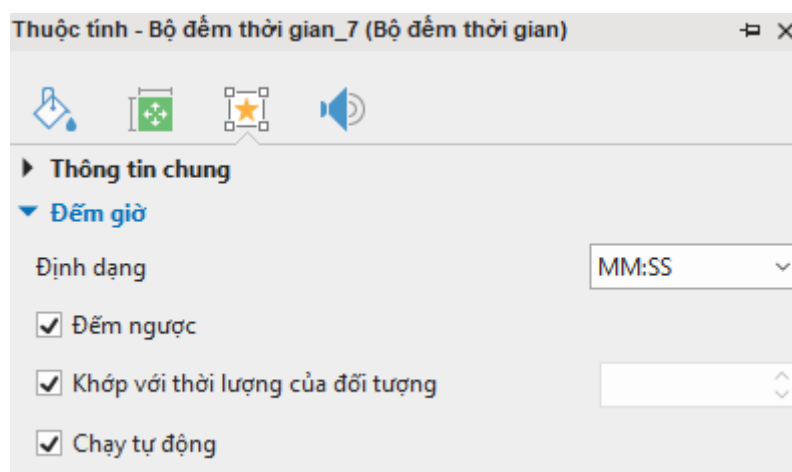 Thuộc tính - Bộ đếm thời gian_7 (Bộ đếm thời gian)
Thông tin chung
Đếm giờ
Định dạng MM:SS
Đếm ngược
Khớp với thời lượng của đối tượng
Chạy tự động